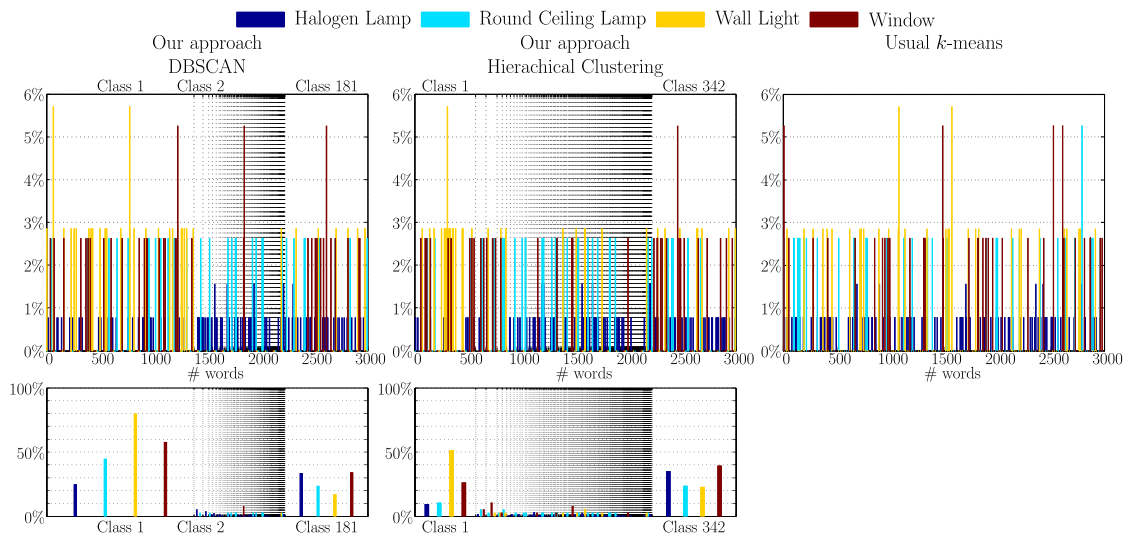 Halogen Lamp Round Ceiling Lamp Wall Light Window
Our approach Our approach Usual k-means
DBSCAN Hierachical Clustering
Class 1 Class 2 Class 181 Class 1 Class 342
6% 6% 6%
5% 5% 5%
4% 4% 4%
3% 3% 3%
2% 2% 2%
1% 1% 1%
0% 0% 0%
0 500 1000 1500 2000 2500 3000 0 500 1000 1500 2000 2500 3000 0 500 1000 1500 2000 2500 3000
# words # words # words
100% 100%
50% 50%
0% 0%
Class 1 Class 2 Class 181 Class 1 Class 342